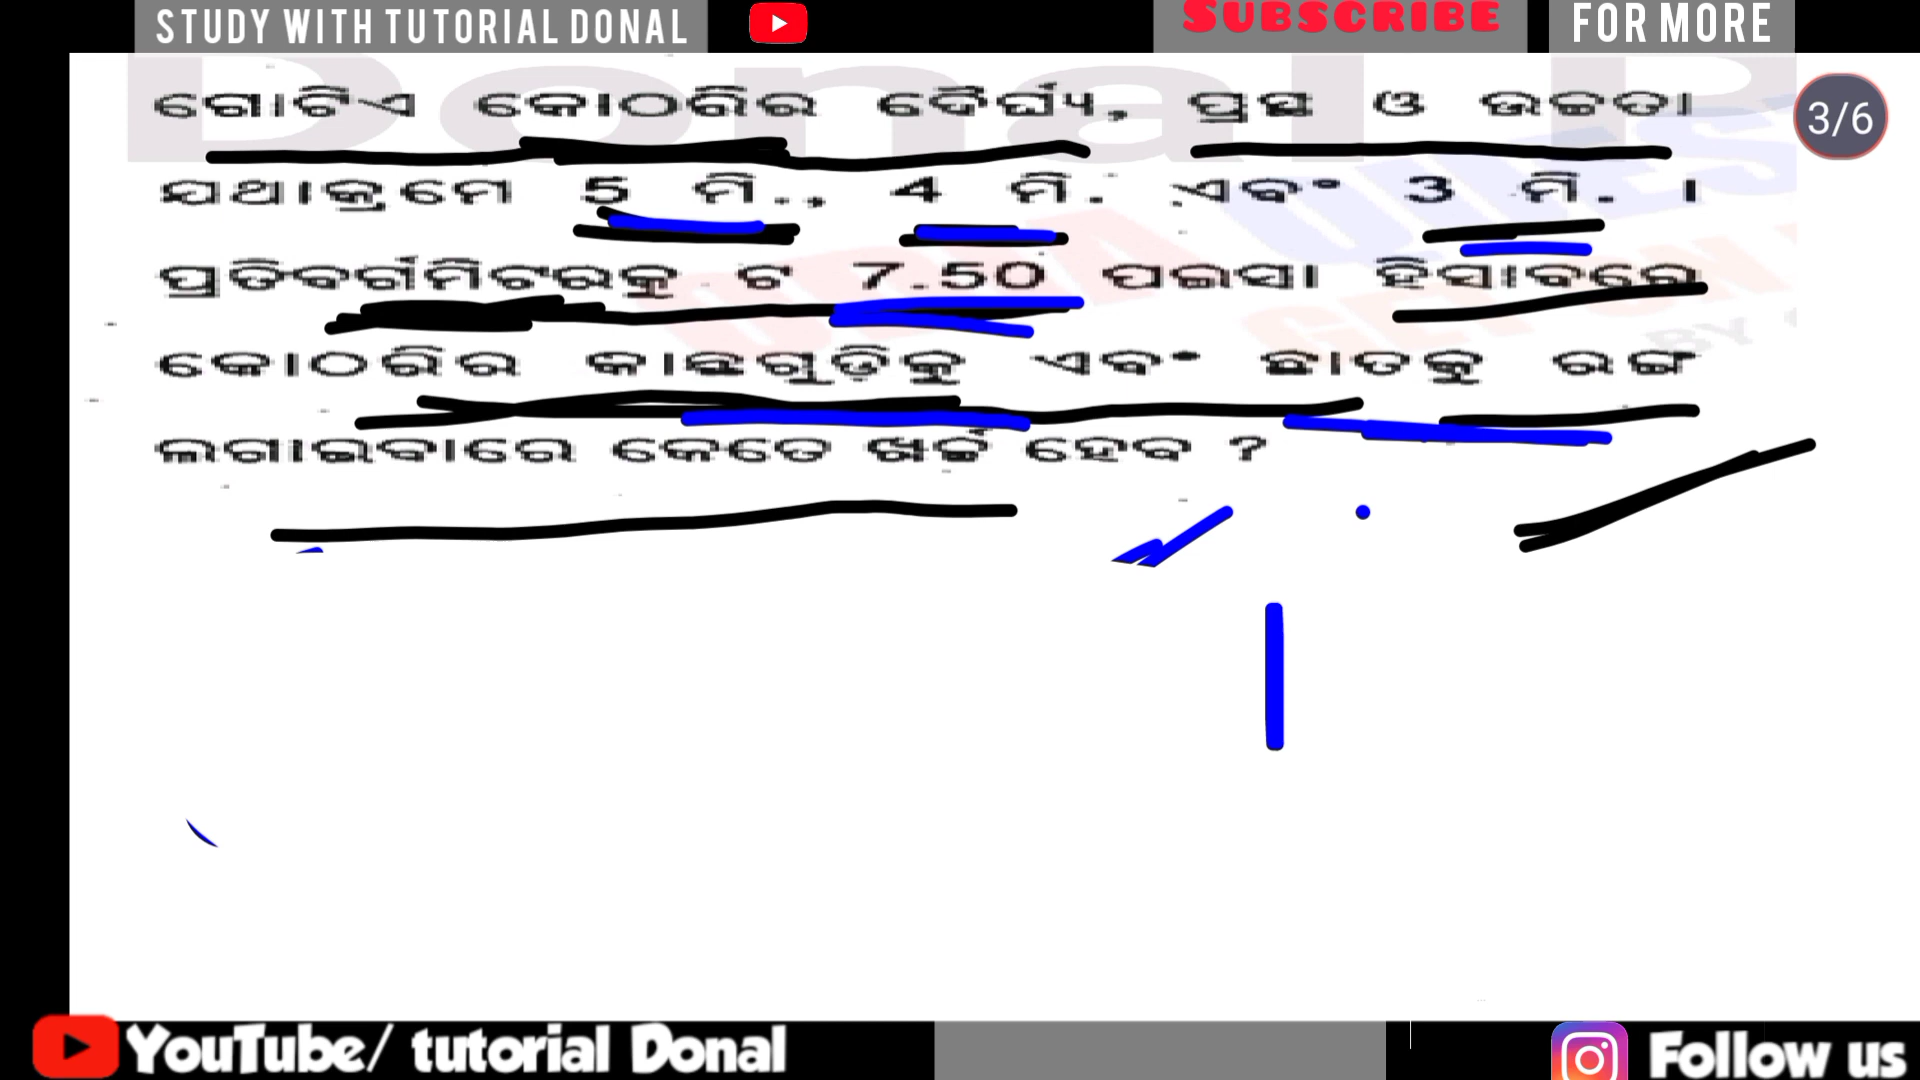 STUDY WITH TUTORIAL DONAL SUBSCRIBE FOR MORE
ଗୋଟିଏ କୋଠରିର ଦୈର୍ଘ୍ୟ, ପ୍ରସ୍ଥ ଓ ଉଚ୍ଚତା
3/6
ଯଥାକ୍ରମେ 5 ମି., 4 ମି. ଏବଂ 3 ମି. ।
ପ୍ରତିବର୍ଗମିଟରକୁ ଟ 7.50 ପଇସା ହିସାବରେ
କୋଠରିର କାନ୍ଥଗୁଡିକୁ ଏବଂ ଛାତକୁ ରଙ୍ଗ
ଲଗାଇବାରେ କେତେ ଖର୍ଚ୍ଚ ହେବ ?
YouTube/ tutorial Donal Follow us